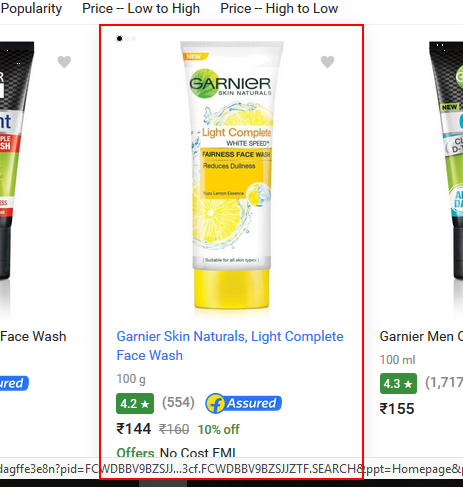 Popularity Price -- Low to High Price -- High to Low
NEW
GARNIER
SKIN NATURALS
Light Complete
WHITE SPEED™
FAIRNESS FACE WASH
Reduces Dullness
Yuzu Lemon Essence
( Suitable for all skin types )
Face Wash
Garnier Skin Naturals, Light Complete
Face Wash
100 g
4.2 ★ (554) Assured
₹144 ₹160 10% off
Offers No Cost EMI
Garnier Men
100 ml
4.3 ★ (1,717
₹155
dagffe3e8n?pid=FCWDBBV9BZSJJ...3cf.FCWDBBV9BZSJJZTF.SEARCH&ppt=Homepage&p